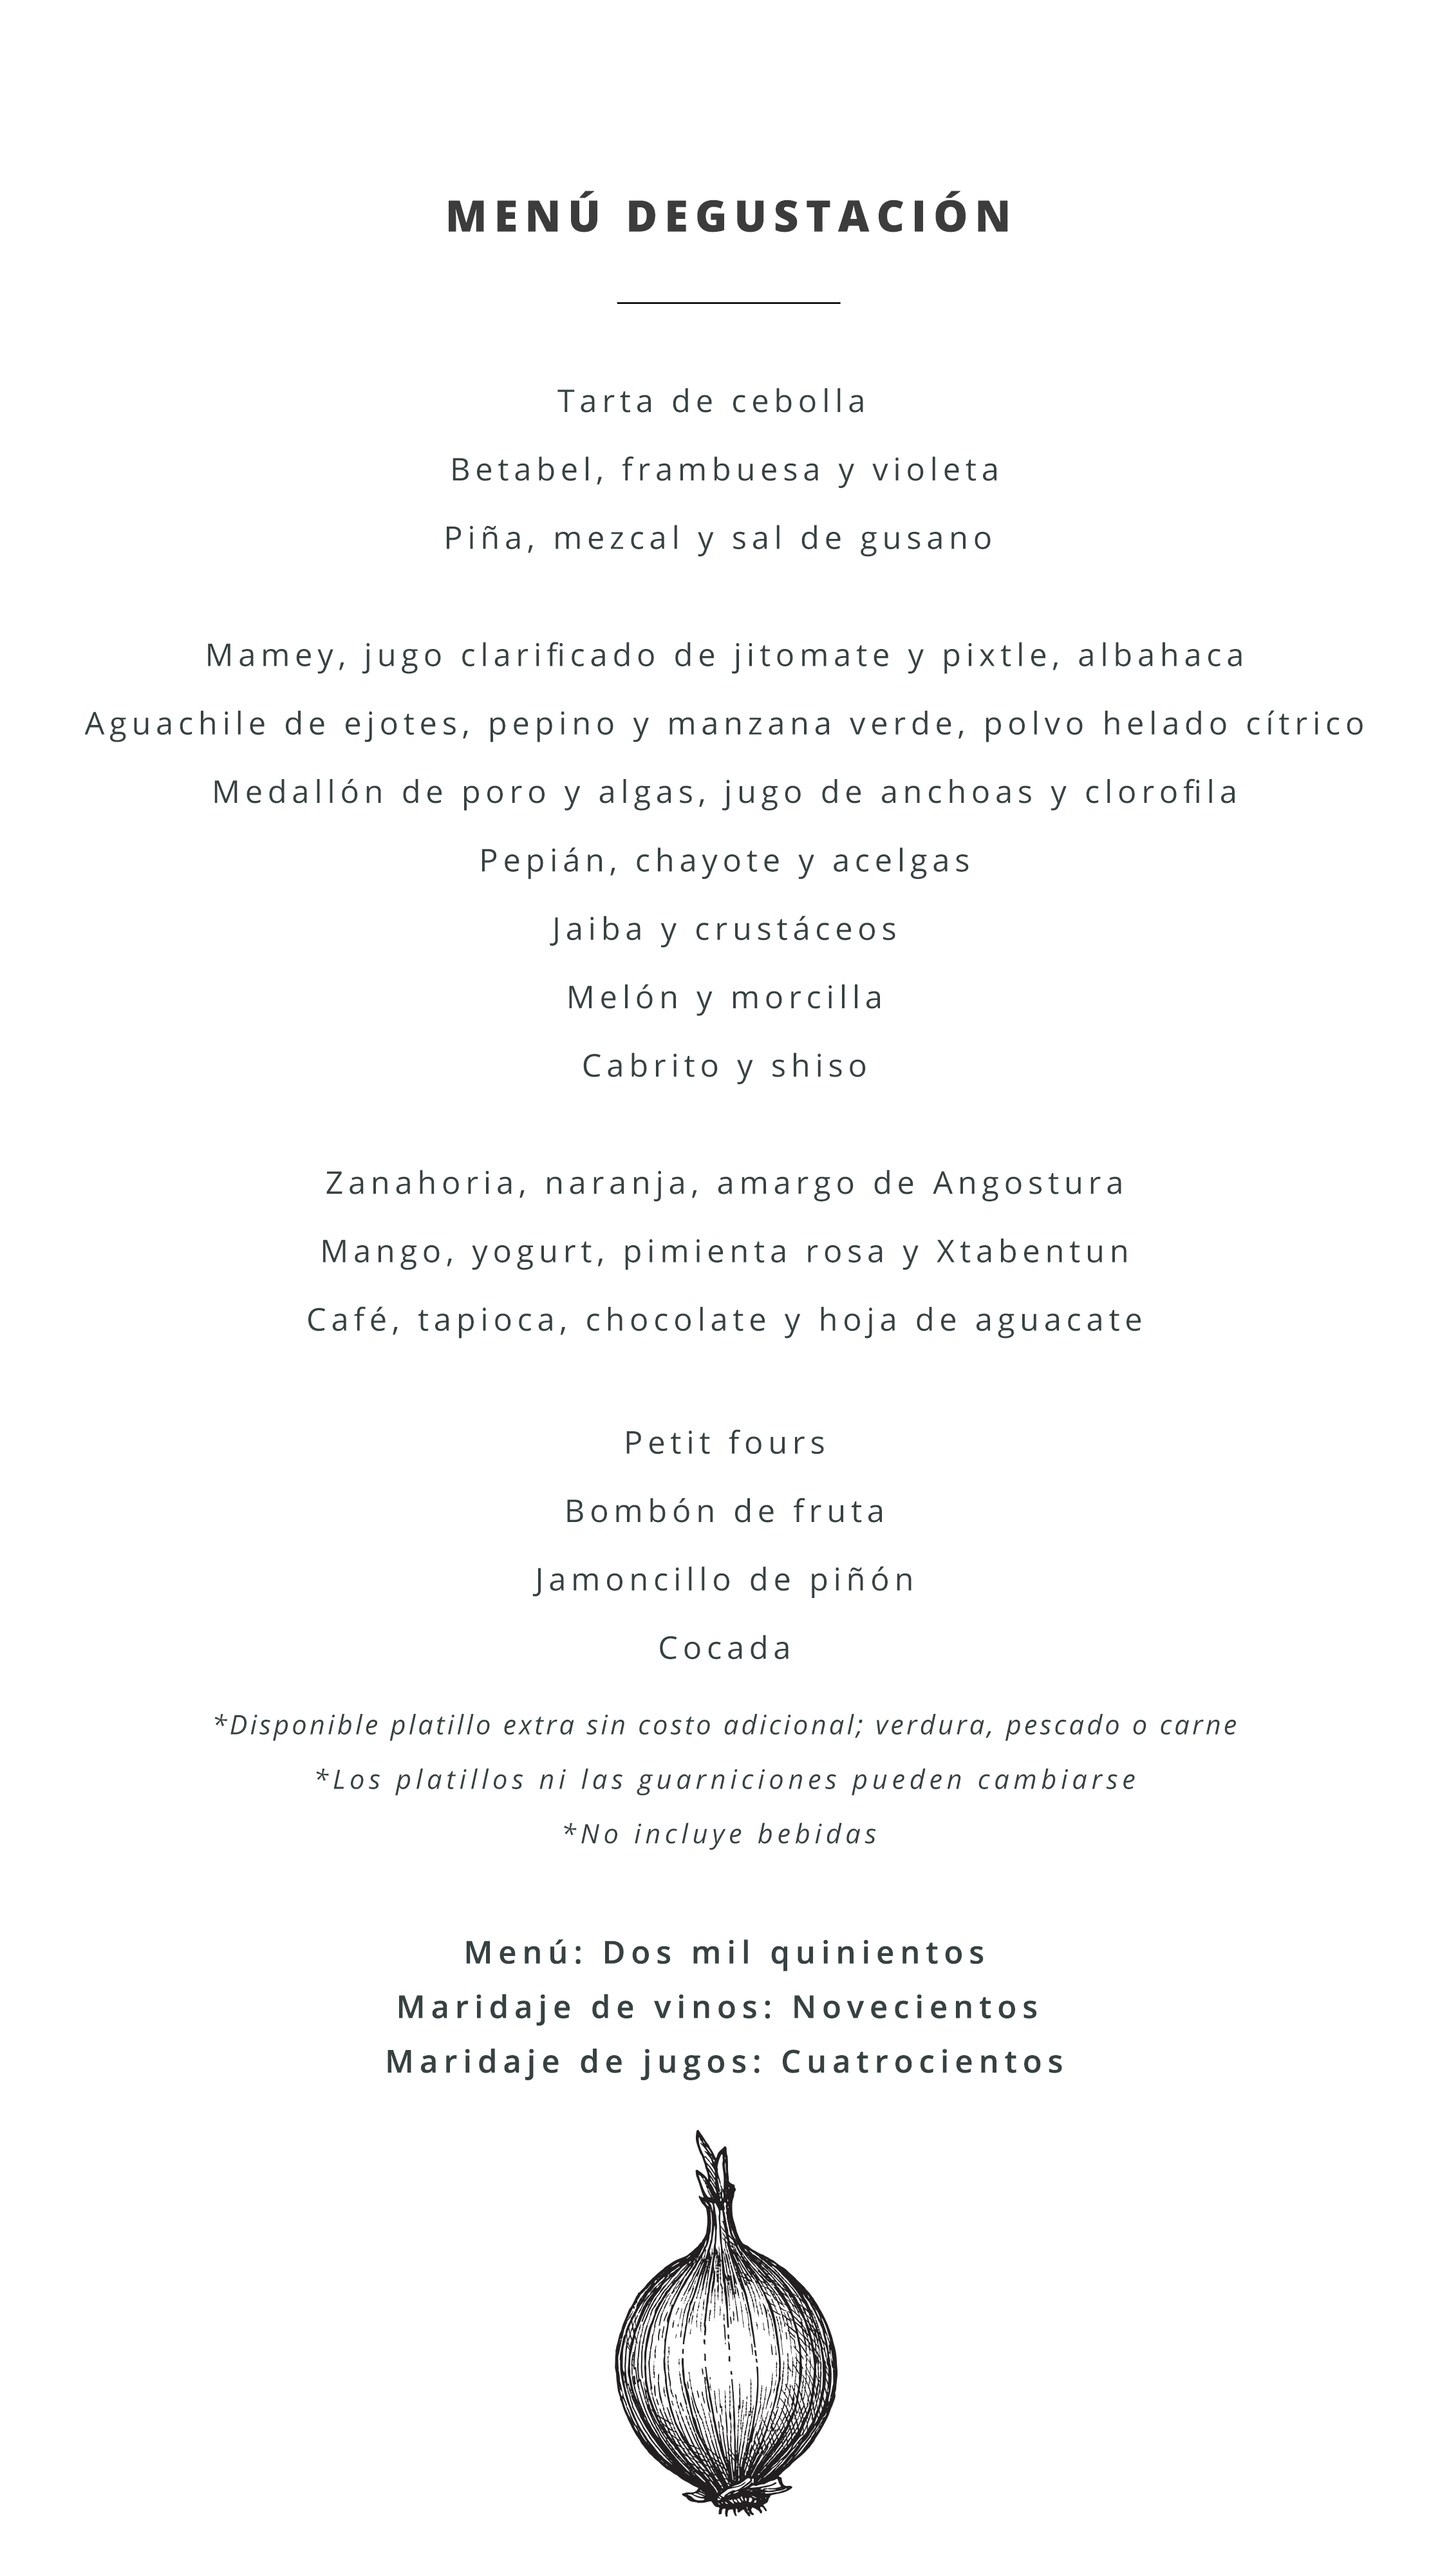 MENÚ DEGUSTACIÓN
Tarta de cebolla
Betabel, frambuesa y violeta
Piña, mezcal y sal de gusano
Mamey, jugo clarificado de jitomate y pixtle, albahaca
Aguachile de ejotes, pepino y manzana verde, polvo helado cítrico
Medallón de poro y algas, jugo de anchoas y clorofila
Pepián, chayote y acelgas
Jaiba y crustáceos
Melón y morcilla
Cabrito y shiso
Zanahoria, naranja, amargo de Angostura
Mango, yogurt, pimienta rosa y Xtabentun
Café, tapioca, chocolate y hoja de aguacate
Petit fours
Bombón de fruta
Jamoncillo de piñón
Cocada
*Disponible platillo extra sin costo adicional; verdura, pescado o carne
*Los platillos ni las guarniciones pueden cambiarse
*No incluye bebidas
Menú: Dos mil quinientos
Maridaje de vinos: Novecientos
Maridaje de jugos: Cuatrocientos